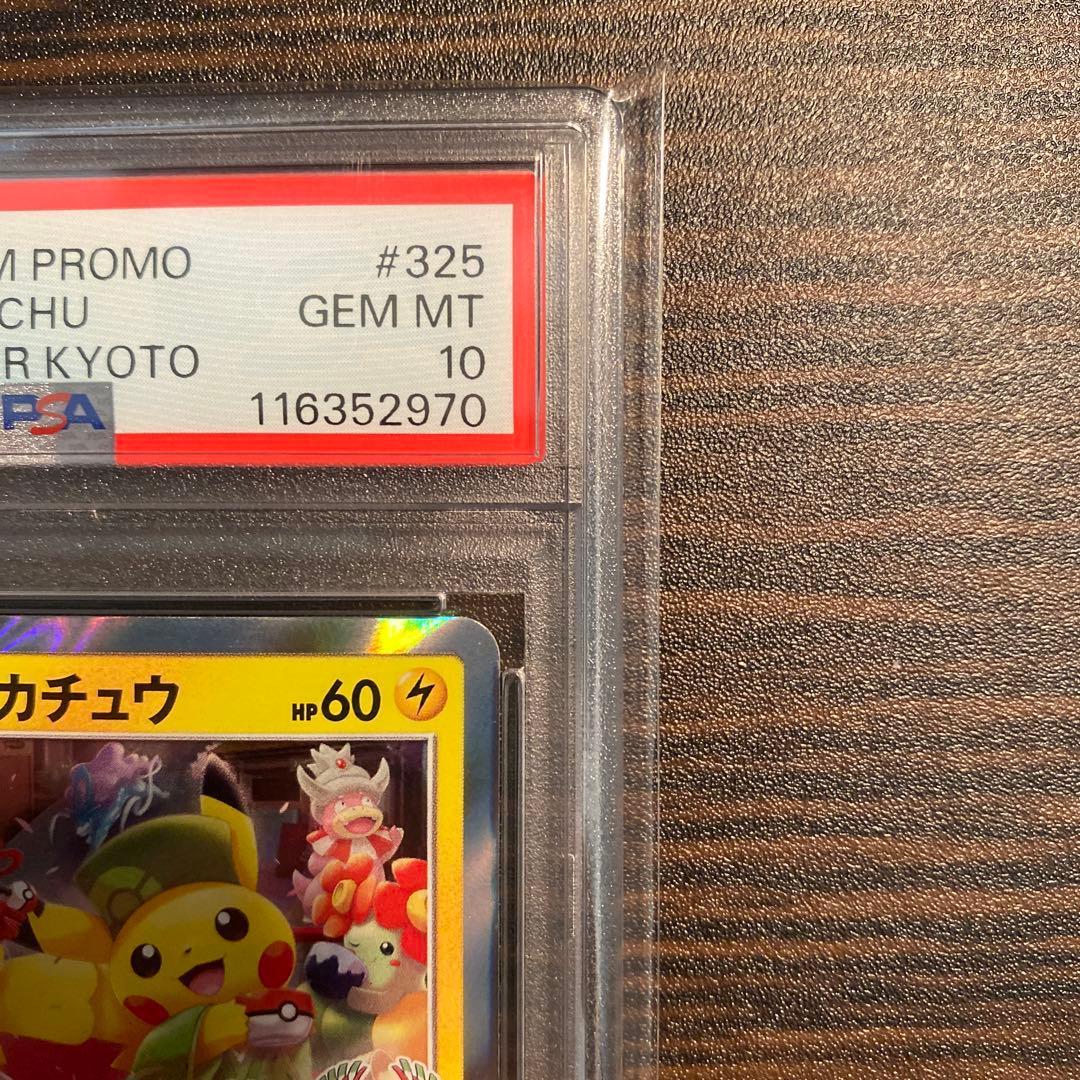 M PROMO #325
CHU GEM MT
R KYOTO 10
PSA 116352970
カチュウ HP60